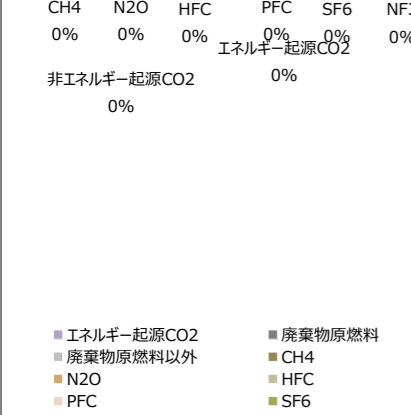 CH4 N2O HFC PFC SF6
0% 0% 0% 0% 0% 0%
エネルギー起源CO2
0%
非エネルギー起源CO2
0%
エネルギー起源CO2 廃棄物原燃料
廃棄物原燃料以外 CH4
N2O HFC
PFC SF6